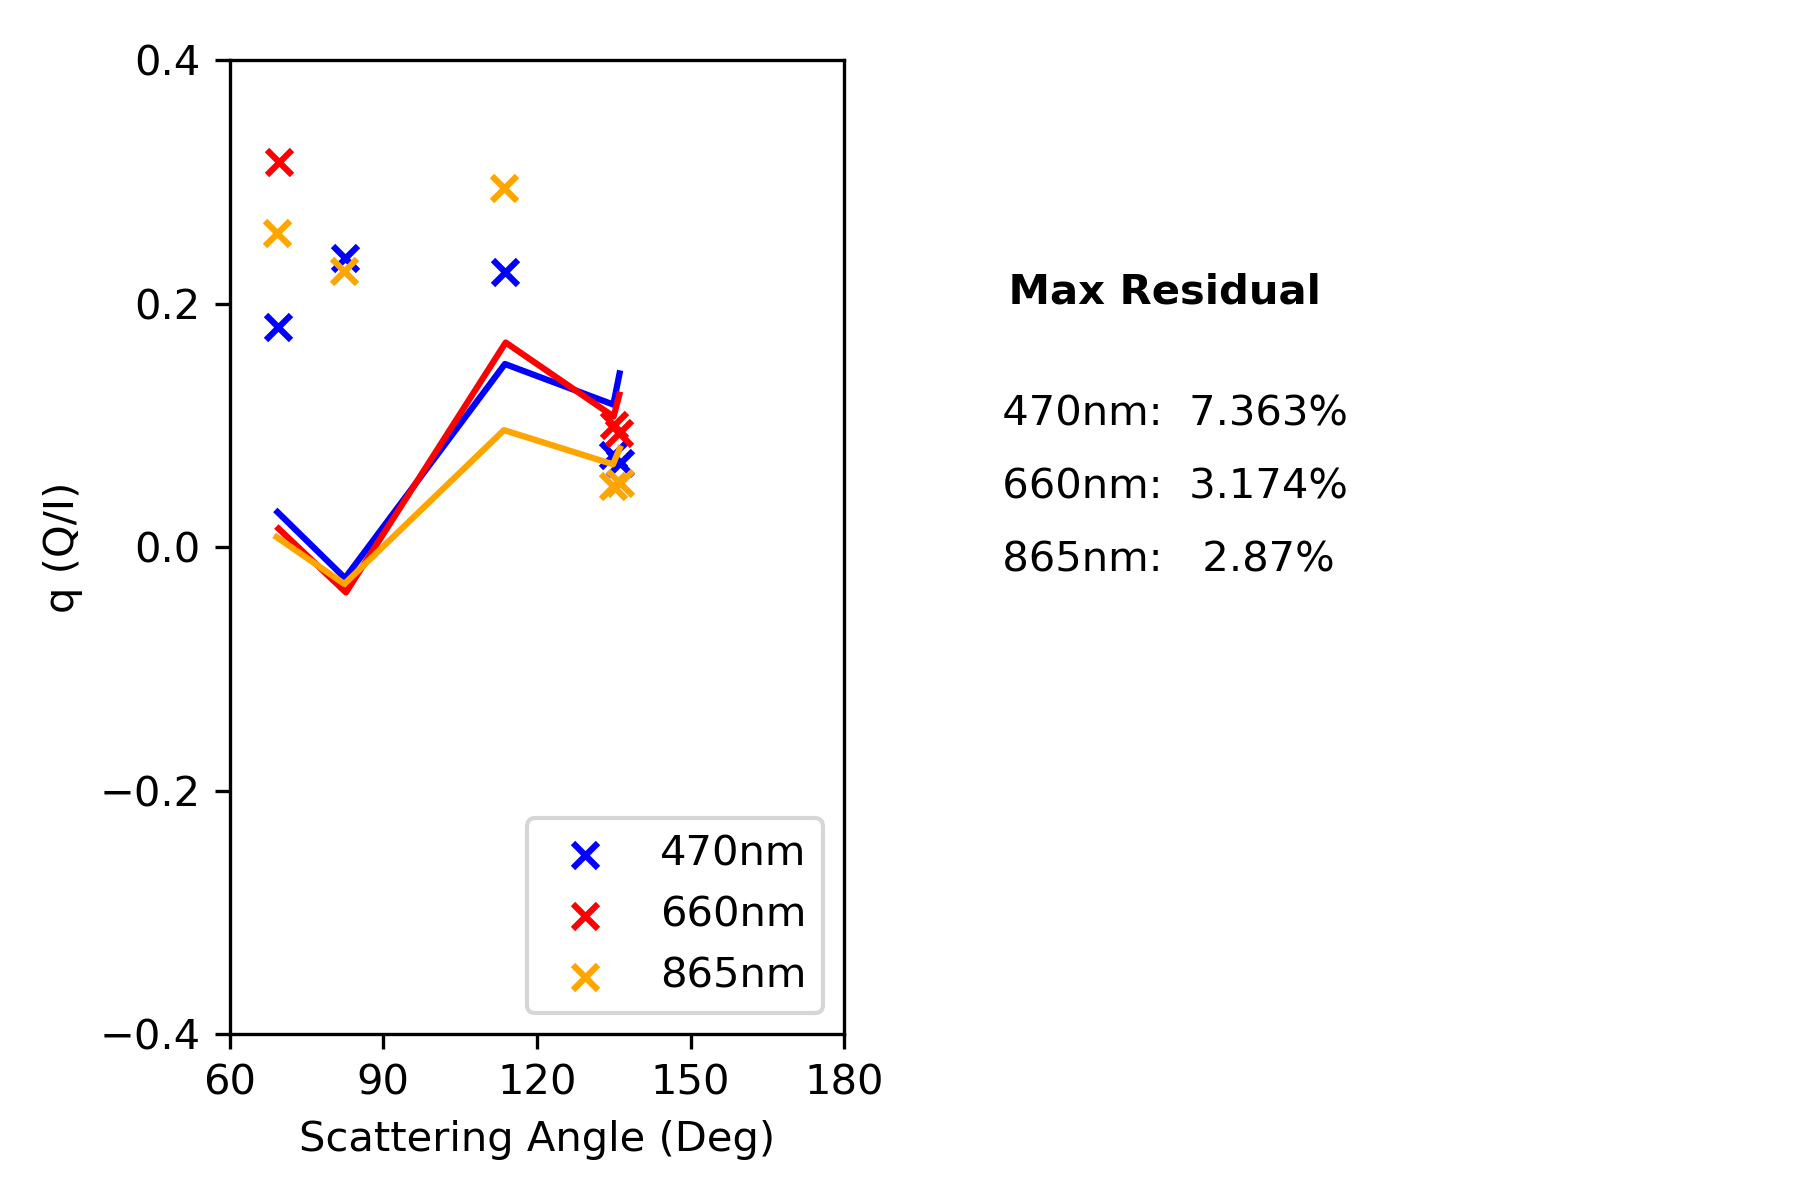 0.4
0.2
0.0
−0.2
−0.4
q (Q/I)
60 90 120 150 180
Scattering Angle (Deg)
470nm
660nm
865nm
Max Residual
470nm: 7.363%
660nm: 3.174%
865nm: 2.87%